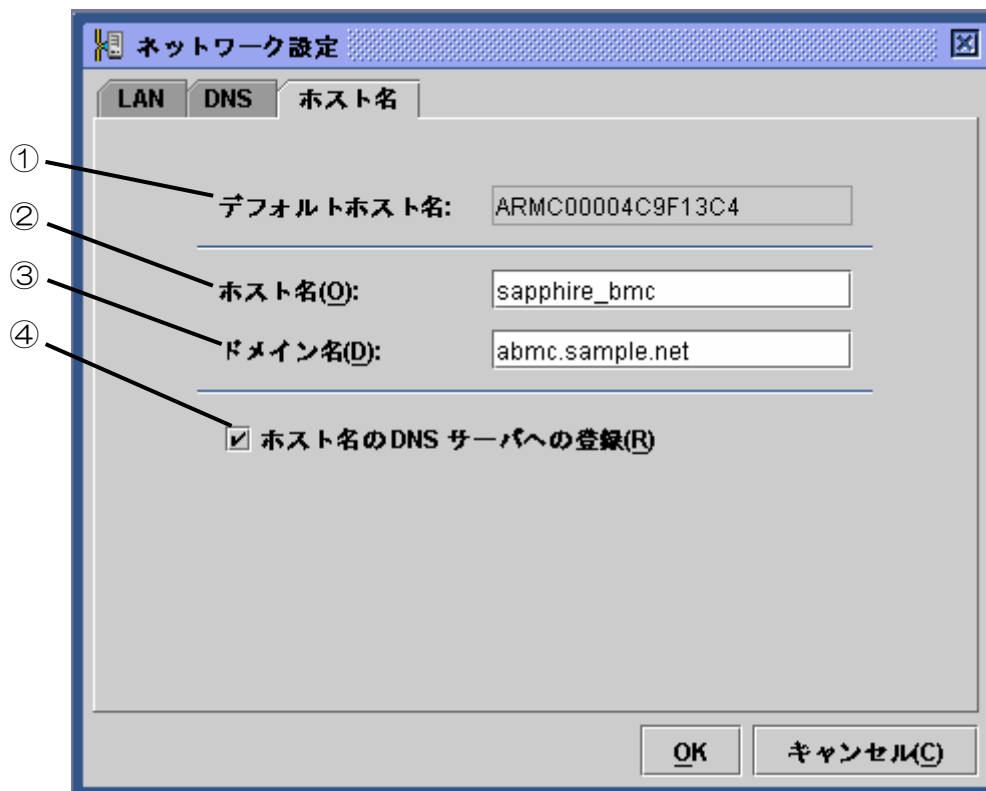 ネットワーク設定
LAN DNS ホスト名
① デフォルトホスト名: ARMC00004C9F13C4
② ホスト名(O): sapphire_bmc
③ ドメイン名(D): abmc.sample.net
④ ホスト名のDNS サーバへの登録(R)
OK キャンセル(C)